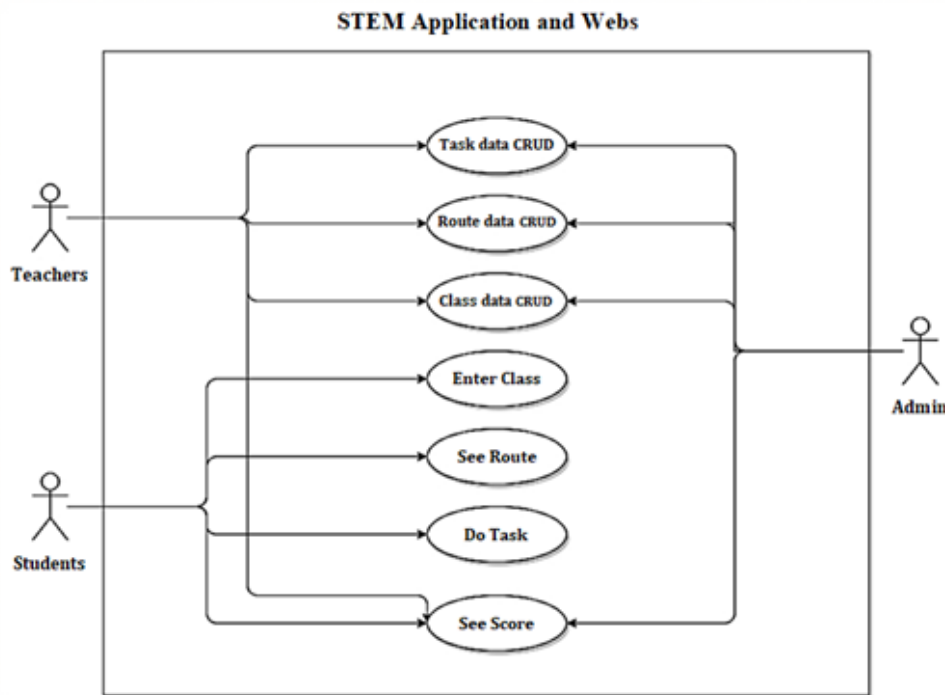 STEM Application and Webs
Task data CRUD
Route data CRUD
Teachers
Class data CRUD
Enter Class
Admin
See Route
Do Task
Students
See Score